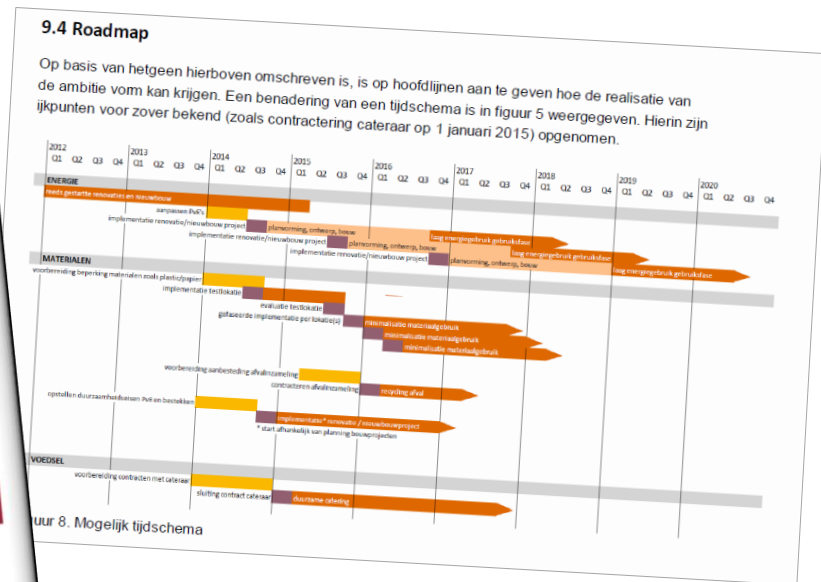 9.4 Roadmap
Op basis van hetgeen hierboven omschreven is, is op hoofdlijnen aan te geven hoe de realisatie van
de ambitie vorm kan krijgen. Een benadering van een tijdschema is in figuur 5 weergegeven. Hierin zijn
ijkpunten voor zover bekend (zoals contractering cateraar op 1 januari 2015) opgenomen.
2012 2013 2014 2015 2016 2017 2018 2019 2020
Q1 Q2 Q3 Q4 Q1 Q2 Q3 Q4 Q1 Q2 Q3 Q4 Q1 Q2 Q3 Q4 Q1 Q2 Q3 Q4 Q1 Q2 Q3 Q4 Q1 Q2 Q3 Q4 Q1 Q2 Q3 Q4 Q1 Q2 Q3 Q4
ENERGIE
reeds gestartte renovaties en nieuwbouw
aanpassen PvE's
implementatie renovatie/nieuwbouw project planvorming, ontwerp, bouw laag energiegebruik gebruiksfase
implementatie renovatie/nieuwbouw project planvorming, ontwerp, bouw laag energiegebruik gebruiksfase
implementatie renovatie/nieuwbouw project planvorming, ontwerp, bouw laag energiegebruik gebruiksfase
MATERIALEN
voorbereiding beperking materialen zoals plastic/papier
implementatie testlokatie
evaluatie testlokatie
gefaseerde implementatie per lokatie(s) minimalisatie materiaalgebruik
minimalisatie materiaalgebruik
minimalisatie materiaalgebruik
voorbereiding aanbesteding afvalinzameling
contracteren afvalinzameling recycling afval
opstellen duurzaamheidseisen PvE en bestekken
implementatie* renovatie / nieuwbouwproject
* start afhankelijk van planning bouwprojecten
VOEDSEL
voorbereiding contracten met cateraar
sluiting contract cateraar duurzame catering
uur 8. Mogelijk tijdschema